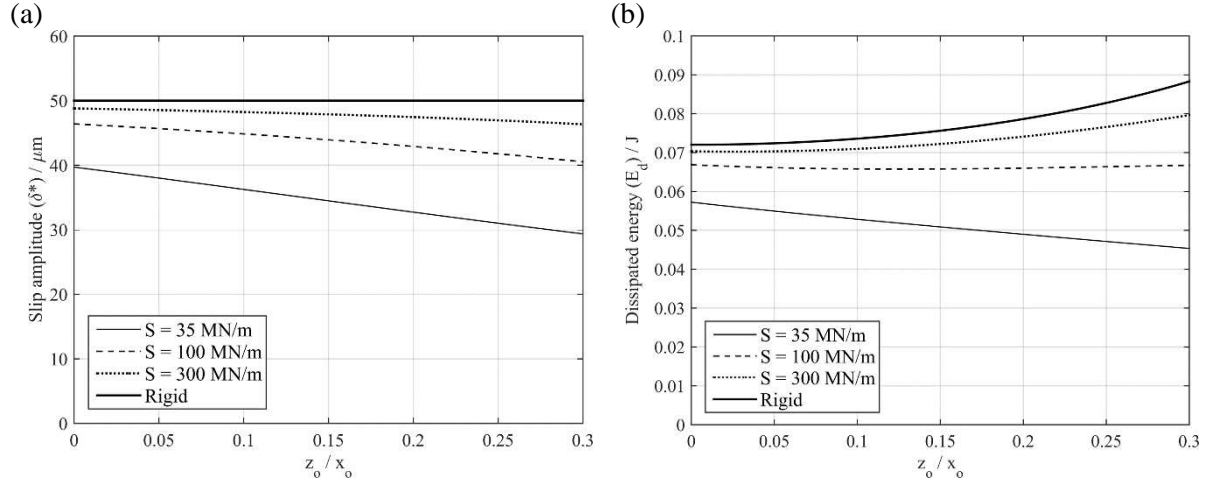 (a)
60
50
40
30
20
10
0
Slip amplitude (δ*) / μm
S = 35 MN/m
S = 100 MN/m
S = 300 MN/m
Rigid
0 0.05 0.1 0.15 0.2 0.25 0.3
z_o / x_o
(b)
0.1
0.09
0.08
0.07
0.06
0.05
0.04
0.03
0.02
0.01
0
Dissipated energy (E_d) / J
S = 35 MN/m
S = 100 MN/m
S = 300 MN/m
Rigid
0 0.05 0.1 0.15 0.2 0.25 0.3
z_o / x_o